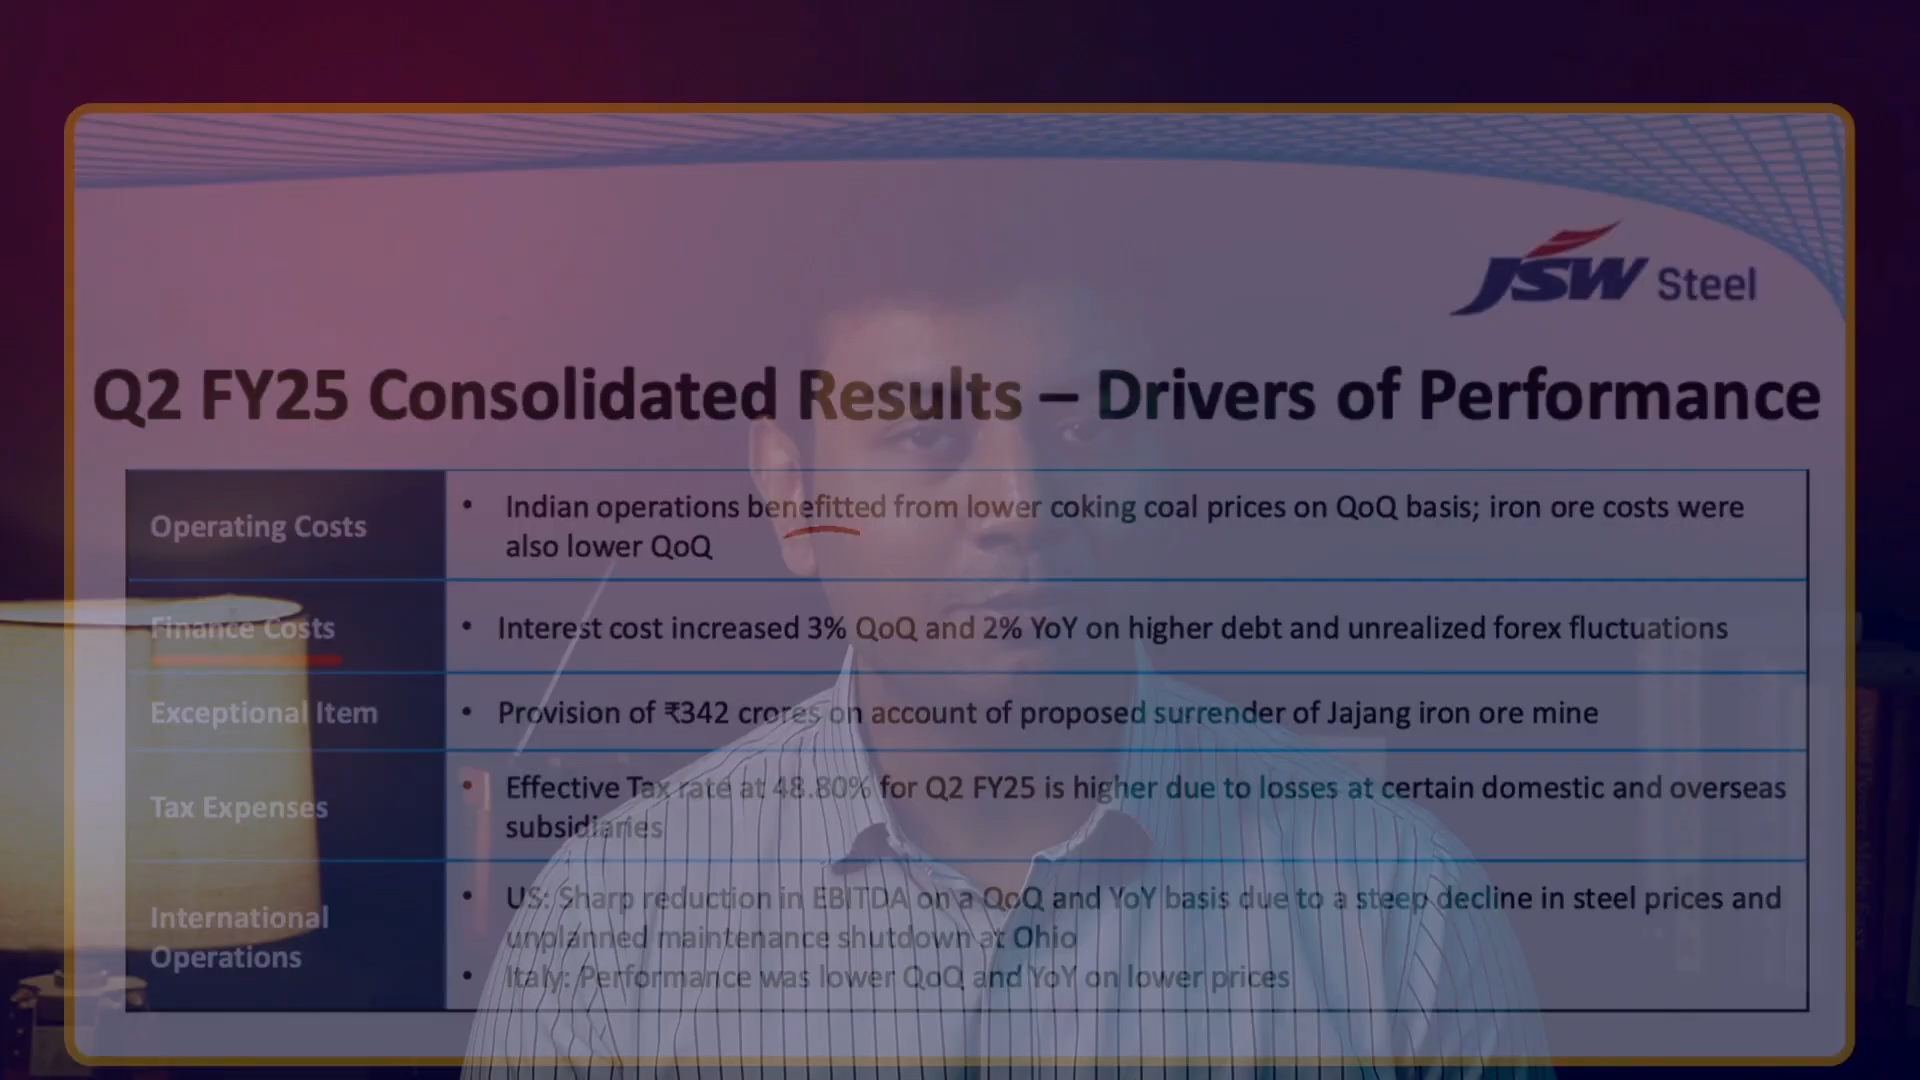 JSW Steel
Q2 FY25 Consolidated Results – Drivers of Performance
Operating Costs
• Indian operations benefitted from lower coking coal prices on QoQ basis; iron ore costs were
also lower QoQ
Finance Costs
• Interest cost increased 3% QoQ and 2% YoY on higher debt and unrealized forex fluctuations
Exceptional Item
• Provision of ₹342 crores on account of proposed surrender of Jajang iron ore mine
Tax Expenses
• Effective Tax rate at 48.80% for Q2 FY25 is higher due to losses at certain domestic and overseas
subsidiaries
International
Operations
• US: Sharp reduction in EBITDA on a QoQ and YoY basis due to a steep decline in steel prices and
unplanned maintenance shutdown at Ohio
• Italy: Performance was lower QoQ and YoY on lower prices